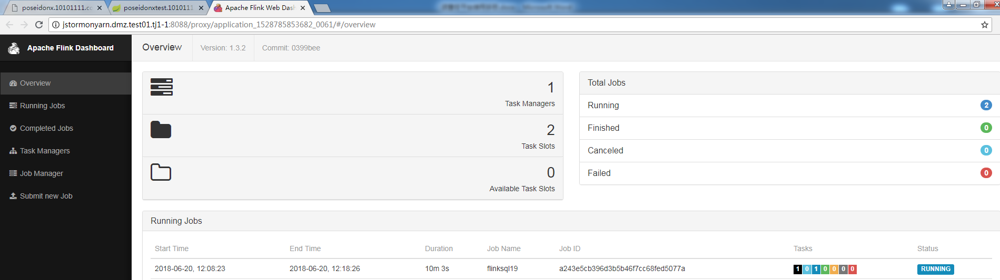 poseidonx.10101111.cc
poseidonxtest.1010111
Apache Flink Web Dash
jstormonyarn.dmz.test01.tj1-1:8088/proxy/application_1528785853682_0061/#/overview
Apache Flink Dashboard
Overview
Version: 1.3.2
Commit: 0399bee
Overview
Running Jobs
Completed Jobs
Task Managers
Job Manager
Submit new Job
1
Task Managers
2
Task Slots
0
Available Task Slots
Total Jobs
Running 2
Finished 0
Canceled 0
Failed 0
Running Jobs
Start Time End Time Duration Job Name Job ID Tasks Status
2018-06-20, 12:08:23 2018-06-20, 12:18:26 10m 3s flinksql19 a243e5cb396d3b5b46f7cc68fed5077a 1 0 1 0 0 0 0 RUNNING